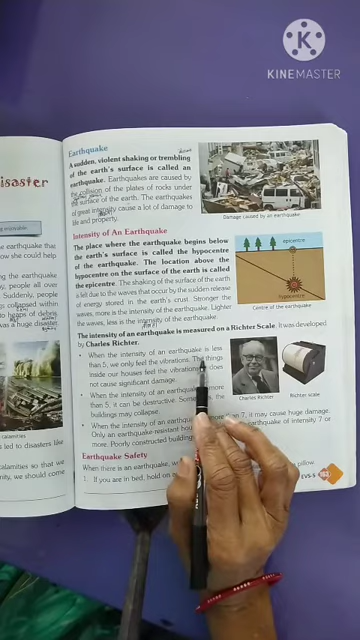 KINEMASTER
isaster
ng enjoyable.
e earthquake that
w she could help
ng the earthquake
y, people all over
Suddenly, people
collapsed within
to heaps of debris
was a huge disaster
calamities
s led to disasters like
alamities so that we
nity, we should come
Earthquake
A sudden, violent shaking or trembling
of the earth's surface is called an
earthquake. Earthquakes are caused by
the collision of the plates of rocks under
the surface of the earth. The earthquakes
of great intensity cause a lot of damage to
life and property.
Damage caused by an earthquake
Intensity of An Earthquake
The place where the earthquake begins below
the earth's surface is called the hypocentre
of the earthquake. The location above the
hypocentre on the surface of the earth is called
the epicentre. The shaking of the surface of the earth
is felt due to the waves that occur by the sudden release
of energy stored in the earth's crust. Stronger the
waves, more is the intensity of the earthquake. Lighter
the waves, less is the intensity of the earthquake
epicentre
hypocentre
Centre of the earthquake
The intensity of an earthquake is measured on a Richter Scale. It was developed
by Charles Richter.
• When the intensity of an earthquake is less
than 5, we only feel the vibrations. The things
inside our houses feel the vibrations
does
not cause significant damage.
• When the intensity of an earthquake
more
than 5, it can be destructive.
the
buildings may collapse.
• When the intensity of an earthqu
than 7, it may cause huge damage.
Only an earthquake resistant
of intensity 7 or
more. Poorly constructed building
Charles Richter
Richter scale
Earthquake Safety
When there is an earthquake, w
1. If you are in bed, hold on
pillow.
EVS-5